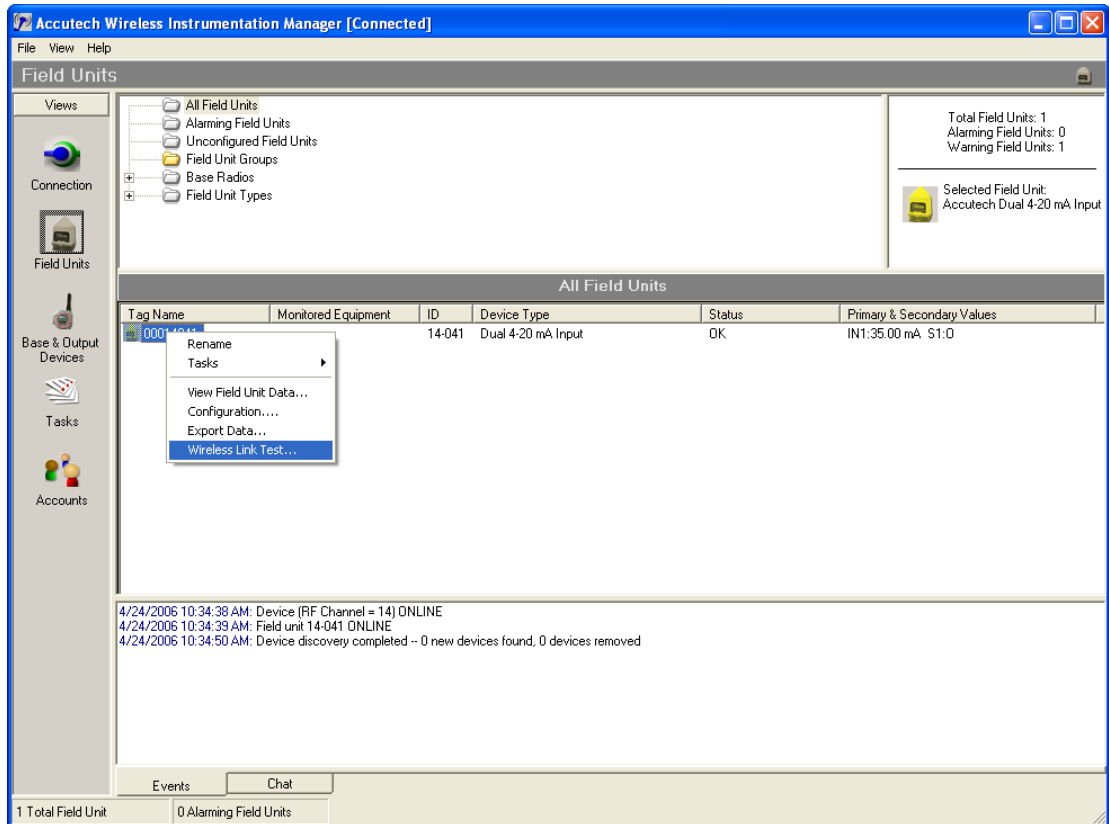 Accutech Wireless Instrumentation Manager [Connected]
File View Help
Field Units
Views
Connection
Field Units
Base & Output
Devices
Tasks
Accounts
All Field Units
Alarming Field Units
Unconfigured Field Units
Field Unit Groups
Base Radios
Field Unit Types
Total Field Units: 1
Alarming Field Units: 0
Warning Field Units: 1
Selected Field Unit:
Accutech Dual 4-20 mA Input
All Field Units
Tag Name Monitored Equipment ID Device Type Status Primary & Secondary Values
00014041 14-041 Dual 4-20 mA Input OK IN1:35.00 mA S1:O
Rename
Tasks
View Field Unit Data...
Configuration....
Export Data...
Wireless Link Test...
4/24/2006 10:34:38 AM: Device (RF Channel = 14) ONLINE
4/24/2006 10:34:39 AM: Field unit 14-041 ONLINE
4/24/2006 10:34:50 AM: Device discovery completed -- 0 new devices found, 0 devices removed
Events Chat
1 Total Field Unit 0 Alarming Field Units